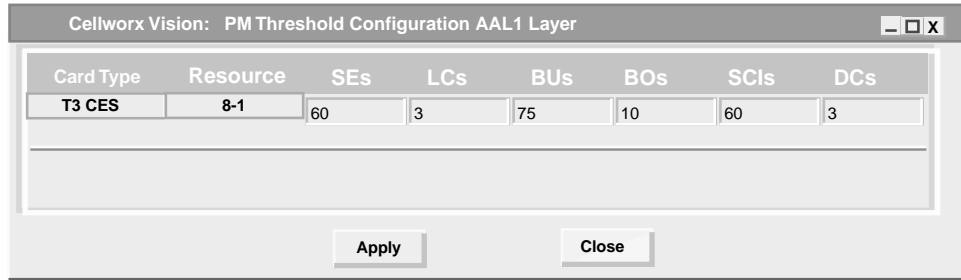 Cellworx Vision: PM Threshold Configuration AAL1 Layer X
Card Type Resource SEs LCs BUs BOs SCIs DCs
T3 CES 8-1 60 3 75 10 60 3
Apply Close